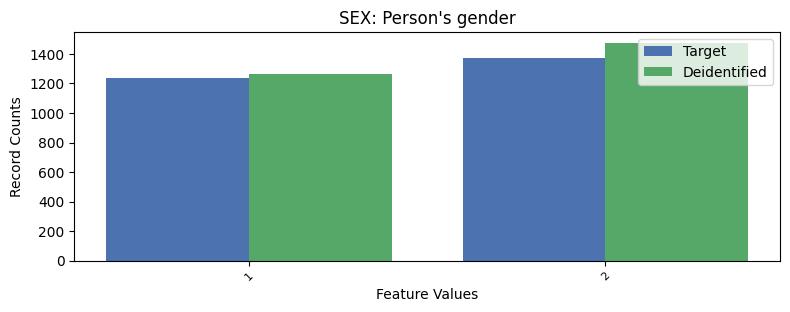 SEX: Person's gender
Target
Deidentified
Record Counts
1400
1200
1000
800
600
400
200
0
1
2
Feature Values